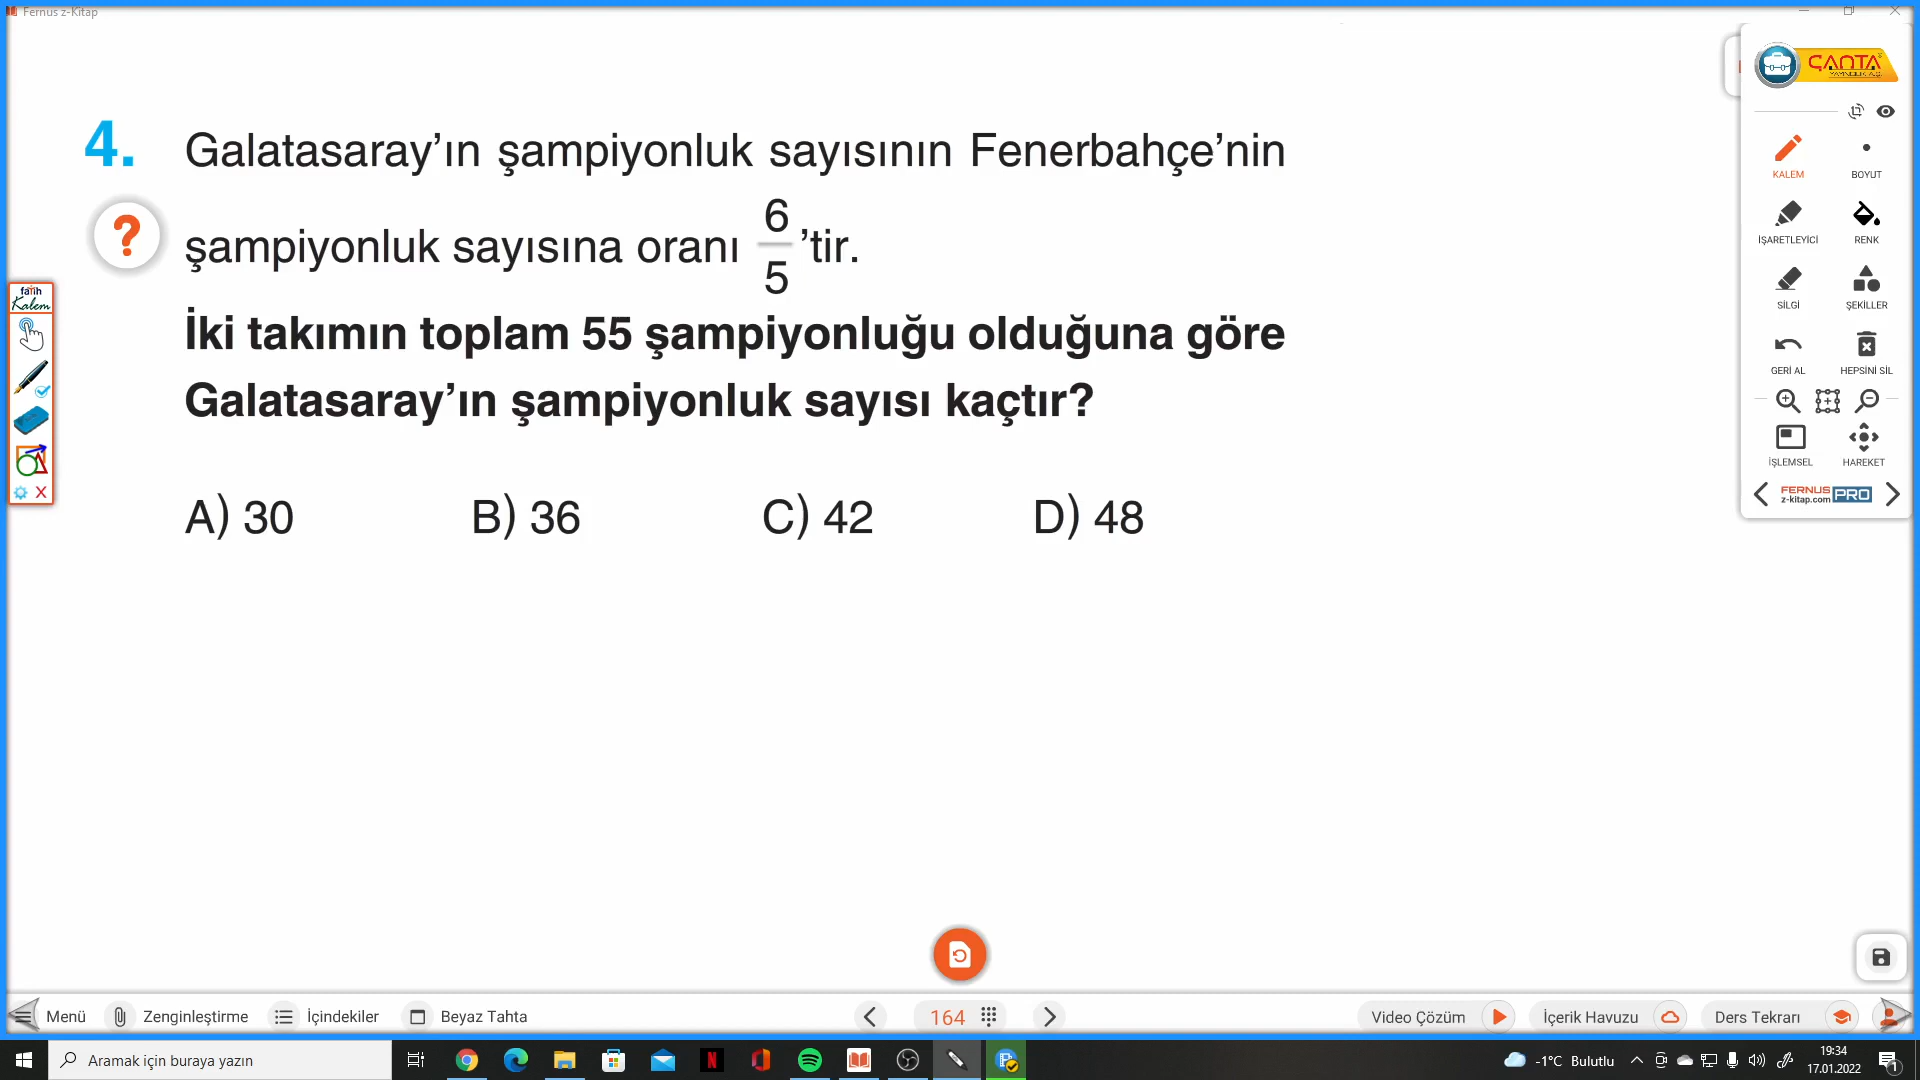 Fernus z-Kitap
ÇANTA
YAYINCILIK A.Ş.
4. Galatasaray’ın şampiyonluk sayısının Fenerbahçe’nin
şampiyonluk sayısına oranı 6/5 ’tir.
İki takımın toplam 55 şampiyonluğu olduğuna göre
Galatasaray’ın şampiyonluk sayısı kaçtır?
A) 30 B) 36 C) 42 D) 48
?
fatih
Kalem
KALEM BOYUT
İŞARETLEYİCİ RENK
SİLGİ ŞEKİLLER
GERİ AL HEPSİNİ SİL
İŞLEMSEL HAREKET
FERNUS PRO
z-kitap.com
Menü Zenginleştirme İçindekiler Beyaz Tahta 164 Video Çözüm İçerik Havuzu Ders Tekrarı
Aramak için buraya yazın
-1°C Bulutlu
19:34
17.01.2022
1